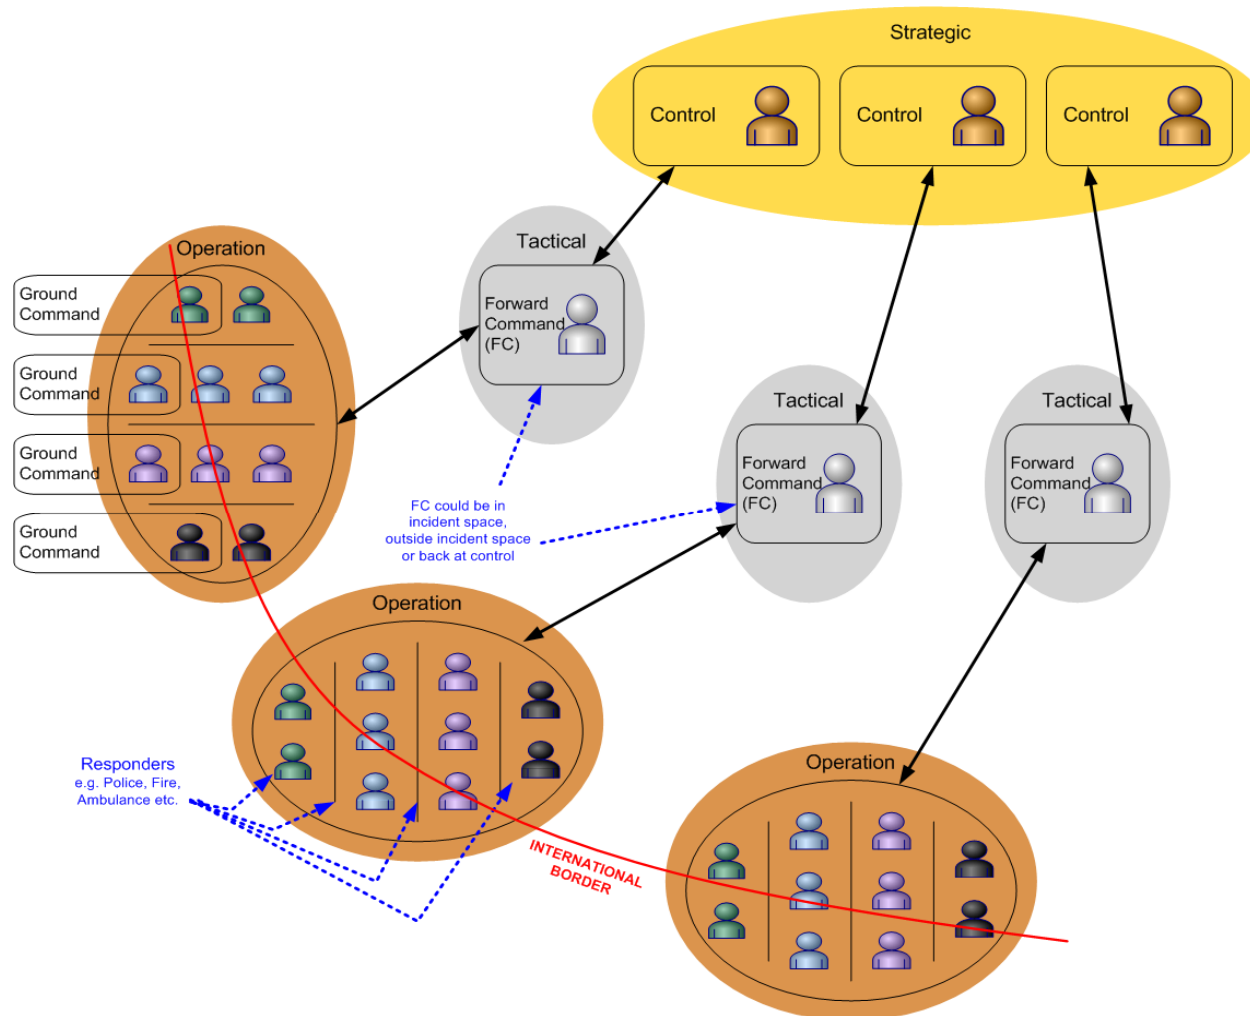 Strategic
Control
Control
Control
Tactical
Forward
Command
(FC)
Operation
Ground
Command
Ground
Command
Ground
Command
Ground
Command
Tactical
Forward
Command
(FC)
Tactical
Forward
Command
(FC)
FC could be in
incident space,
outside incident space
or back at control
Operation
Responders
e.g. Police, Fire,
Ambulance etc.
INTERNATIONAL
BORDER
Operation